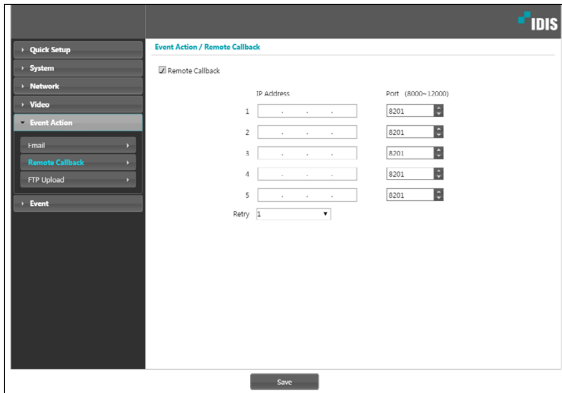 IDIS
Quick Setup
System
Network
Video
Event Action
Email
Remote Callback
FTP Upload
Event
Event Action / Remote Callback
Remote Callback
IP Address Port (8000~12000)
1 . . . 8201
2 . . . 8201
3 . . . 8201
4 . . . 8201
5 . . . 8201
Retry 1
Save